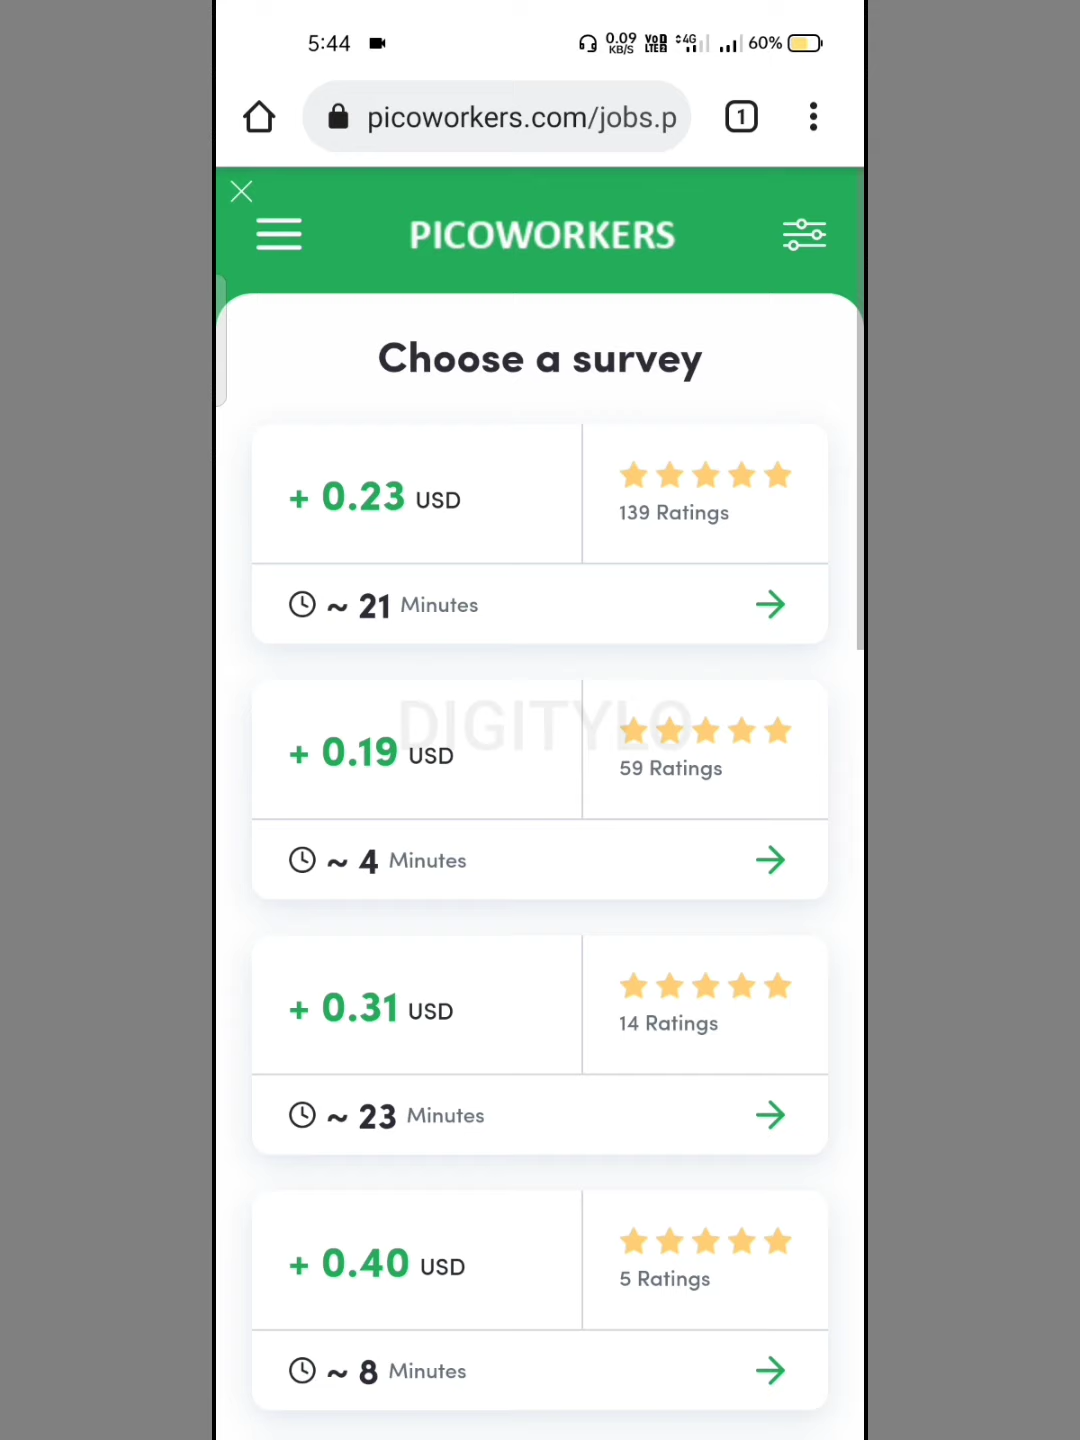 5:44 0.09 KB/S VoD LTE2 4G 60%
picoworkers.com/jobs.p 1
PICOWORKERS
Choose a survey
+ 0.23 USD
139 Ratings
~ 21 Minutes
DIGITYLO
+ 0.19 USD
59 Ratings
~ 4 Minutes
+ 0.31 USD
14 Ratings
~ 23 Minutes
+ 0.40 USD
5 Ratings
~ 8 Minutes